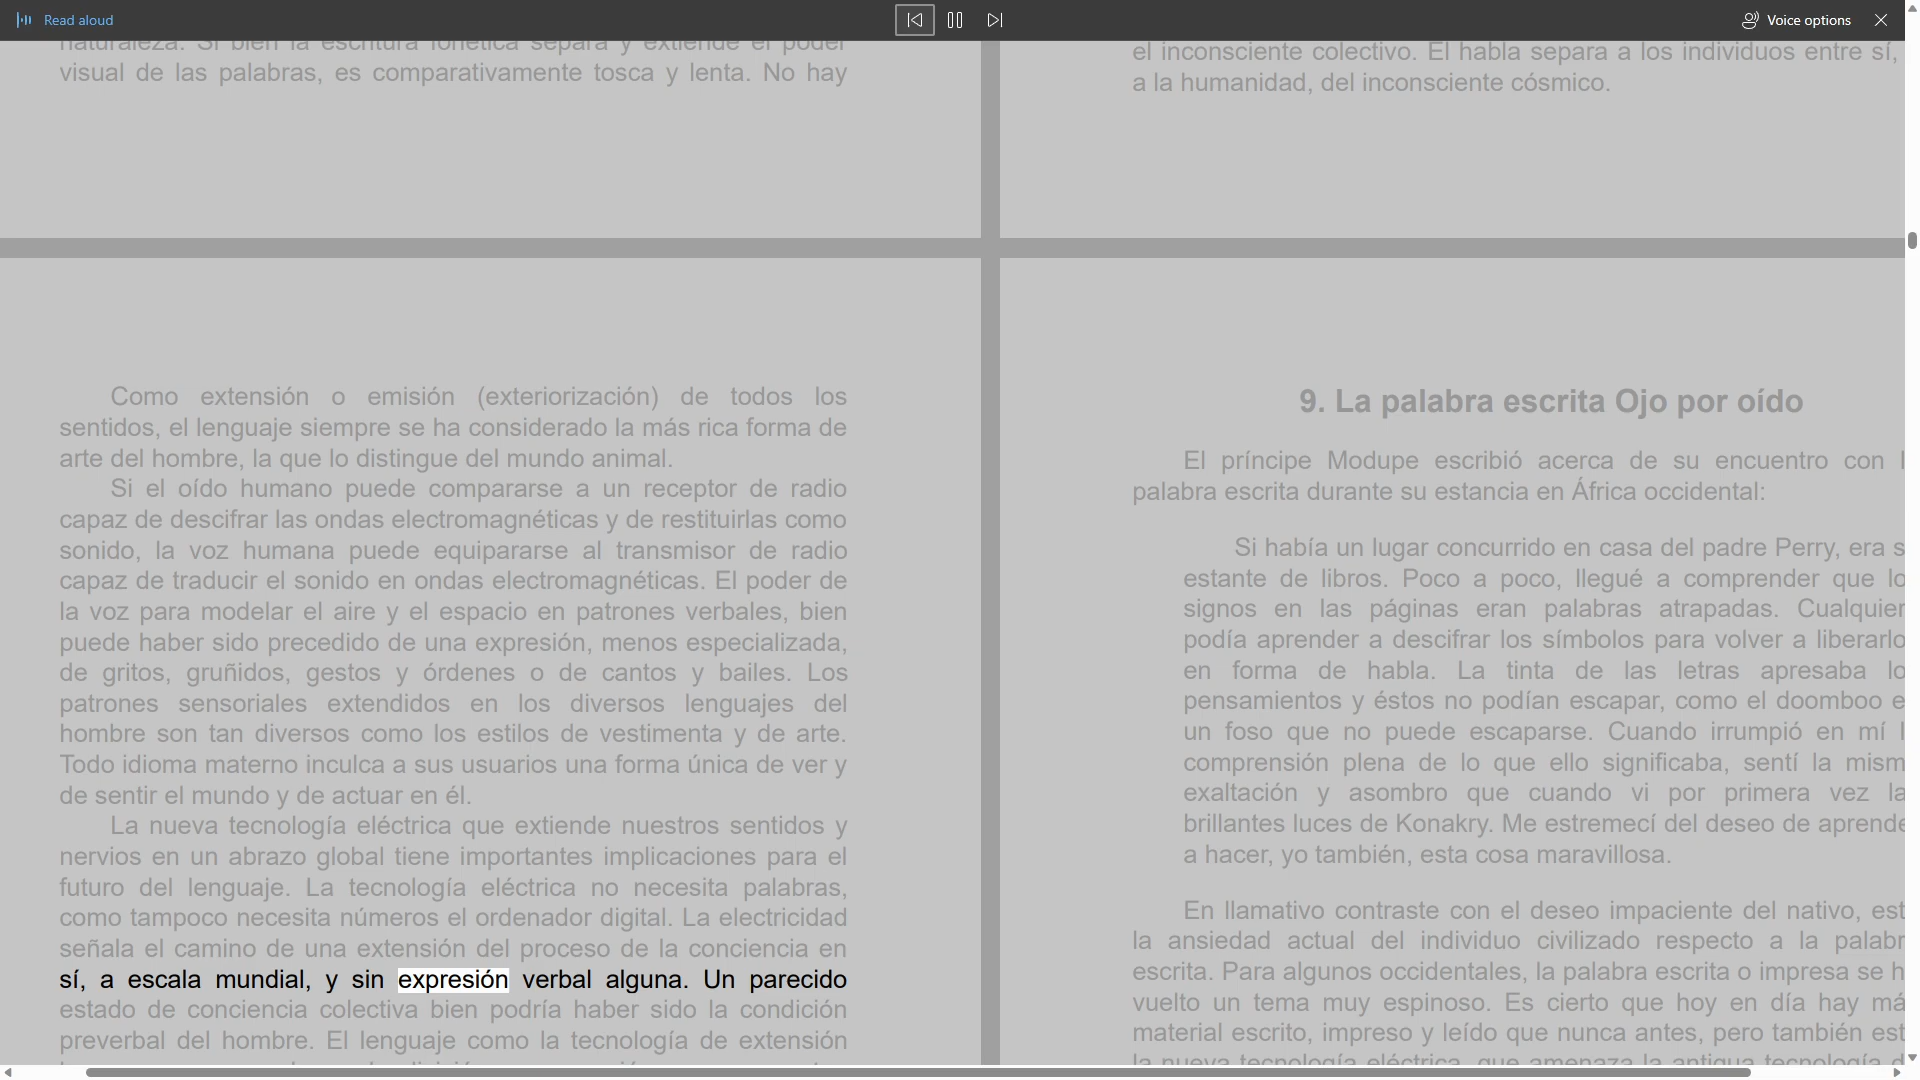 Read aloud
Voice options
naturaleza. Si bien la escritura fonética separa y extiende el poder
visual de las palabras, es comparativamente tosca y lenta. No hay
el inconsciente colectivo. El habla separa a los individuos entre sí,
a la humanidad, del inconsciente cósmico.
Como extensión o emisión (exteriorización) de todos los
sentidos, el lenguaje siempre se ha considerado la más rica forma de
arte del hombre, la que lo distingue del mundo animal.
Si el oído humano puede compararse a un receptor de radio
capaz de descifrar las ondas electromagnéticas y de restituirlas como
sonido, la voz humana puede equipararse al transmisor de radio
capaz de traducir el sonido en ondas electromagnéticas. El poder de
la voz para modelar el aire y el espacio en patrones verbales, bien
puede haber sido precedido de una expresión, menos especializada,
de gritos, gruñidos, gestos y órdenes o de cantos y bailes. Los
patrones sensoriales extendidos en los diversos lenguajes del
hombre son tan diversos como los estilos de vestimenta y de arte.
Todo idioma materno inculca a sus usuarios una forma única de ver y
de sentir el mundo y de actuar en él.
La nueva tecnología eléctrica que extiende nuestros sentidos y
nervios en un abrazo global tiene importantes implicaciones para el
futuro del lenguaje. La tecnología eléctrica no necesita palabras,
como tampoco necesita números el ordenador digital. La electricidad
señala el camino de una extensión del proceso de la conciencia en
sí, a escala mundial, y sin expresión verbal alguna. Un parecido
estado de conciencia colectiva bien podría haber sido la condición
preverbal del hombre. El lenguaje como la tecnología de extensión
9. La palabra escrita Ojo por oído
El príncipe Modupe escribió acerca de su encuentro con l
palabra escrita durante su estancia en África occidental:
Si había un lugar concurrido en casa del padre Perry, era s
estante de libros. Poco a poco, llegué a comprender que lo
signos en las páginas eran palabras atrapadas. Cualquier
podía aprender a descifrar los símbolos para volver a liberarlo
en forma de habla. La tinta de las letras apresaba lo
pensamientos y éstos no podían escapar, como el doomboo e
un foso que no puede escaparse. Cuando irrumpió en mí l
comprensión plena de lo que ello significaba, sentí la mism
exaltación y asombro que cuando vi por primera vez la
brillantes luces de Konakry. Me estremecí del deseo de aprende
a hacer, yo también, esta cosa maravillosa.
En llamativo contraste con el deseo impaciente del nativo, est
la ansiedad actual del individuo civilizado respecto a la palabr
escrita. Para algunos occidentales, la palabra escrita o impresa se h
vuelto un tema muy espinoso. Es cierto que hoy en día hay má
material escrito, impreso y leído que nunca antes, pero también est
la nueva tecnología eléctrica, que amenaza la antigua tecnología d